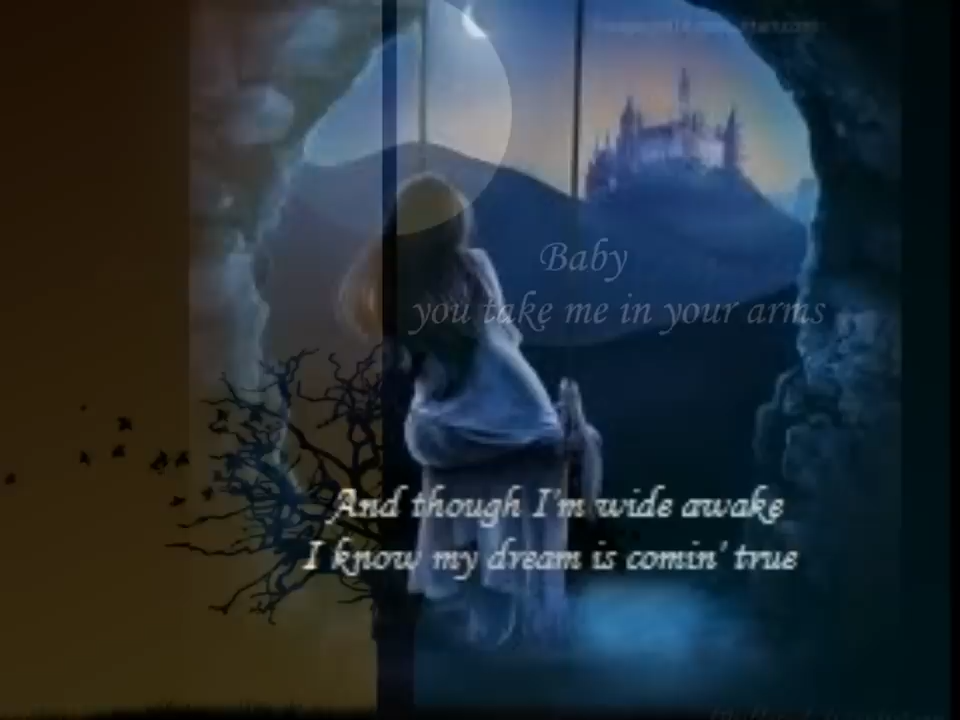 Baby
you take me in your arms
And though I'm wide awake
I know my dream is comin' true